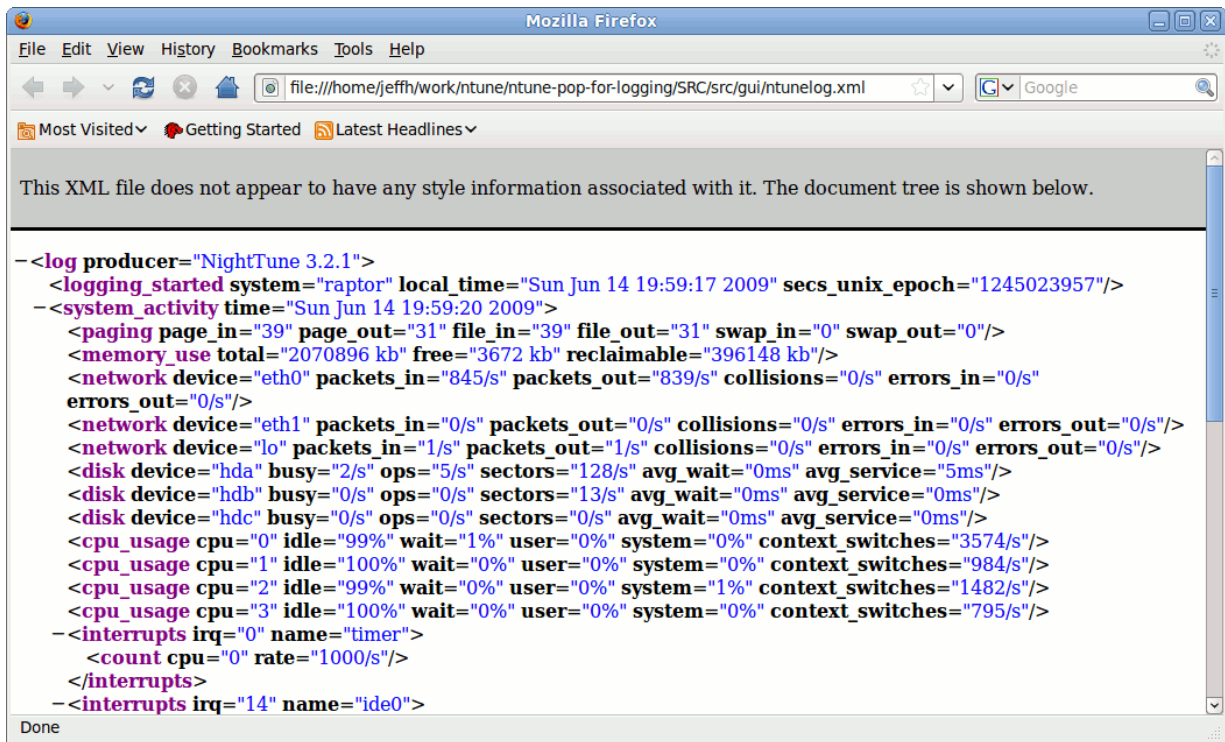 Mozilla Firefox
File Edit View History Bookmarks Tools Help
file:///home/jeffh/work/ntune/ntune-pop-for-logging/SRC/src/gui/ntunelog.xml G Google
Most Visited Getting Started Latest Headlines
This XML file does not appear to have any style information associated with it. The document tree is shown below.
−<log producer="NightTune 3.2.1">
<logging_started system="raptor" local_time="Sun Jun 14 19:59:17 2009" secs_unix_epoch="1245023957"/>
−<system_activity time="Sun Jun 14 19:59:20 2009">
<paging page_in="39" page_out="31" file_in="39" file_out="31" swap_in="0" swap_out="0"/>
<memory_use total="2070896 kb" free="3672 kb" reclaimable="396148 kb"/>
<network device="eth0" packets_in="845/s" packets_out="839/s" collisions="0/s" errors_in="0/s"
errors_out="0/s"/>
<network device="eth1" packets_in="0/s" packets_out="0/s" collisions="0/s" errors_in="0/s" errors_out="0/s"/>
<network device="lo" packets_in="1/s" packets_out="1/s" collisions="0/s" errors_in="0/s" errors_out="0/s"/>
<disk device="hda" busy="2/s" ops="5/s" sectors="128/s" avg_wait="0ms" avg_service="5ms"/>
<disk device="hdb" busy="0/s" ops="0/s" sectors="13/s" avg_wait="0ms" avg_service="0ms"/>
<disk device="hdc" busy="0/s" ops="0/s" sectors="0/s" avg_wait="0ms" avg_service="0ms"/>
<cpu_usage cpu="0" idle="99%" wait="1%" user="0%" system="0%" context_switches="3574/s"/>
<cpu_usage cpu="1" idle="100%" wait="0%" user="0%" system="0%" context_switches="984/s"/>
<cpu_usage cpu="2" idle="99%" wait="0%" user="0%" system="1%" context_switches="1482/s"/>
<cpu_usage cpu="3" idle="100%" wait="0%" user="0%" system="0%" context_switches="795/s"/>
−<interrupts irq="0" name="timer">
<count cpu="0" rate="1000/s"/>
</interrupts>
−<interrupts irq="14" name="ide0">
Done